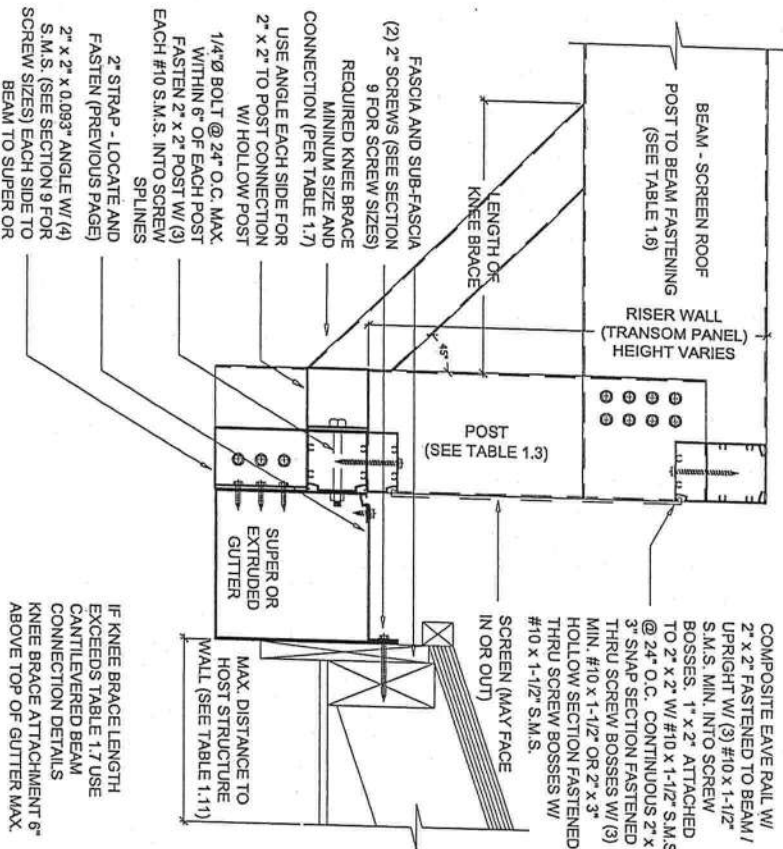 BEAM - SCREEN ROOF
POST TO BEAM FASTENING
(SEE TABLE 1.6)
RISER WALL
(TRANSOM PANEL)
HEIGHT VARIES
LENGTH OF
KNEE BRACE
45°
POST
(SEE TABLE 1.3)
COMPOSITE EAVE RAIL W/
2" x 2" FASTENED TO BEAM /
UPRIGHT W/ (3) #10 x 1-1/2"
S.M.S. MIN. INTO SCREW
BOSSES. 1" x 2" ATTACHED
TO 2" x 2" W/ #10 x 1-1/2" S.M.S
@ 24" O.C. CONTINUOUS 2" x
3" SNAP SECTION FASTENED
THRU SCREW BOSSES W/ (3)
MIN. #10 x 1-1/2" OR 2" x 3"
HOLLOW SECTION FASTENED
THRU SCREW BOSSES W/
#10 x 1-1/2" S.M.S.
SCREEN (MAY FACE
IN OR OUT)
FASCIA AND SUB-FASCIA
(2) 2" SCREWS (SEE SECTION
9 FOR SCREW SIZES)
REQUIRED KNEE BRACE
MININUM SIZE AND
CONNECTION (PER TABLE 1.7)
USE ANGLE EACH SIDE FOR
2" x 2" TO POST CONNECTION
W/ HOLLOW POST
1/4"Ø BOLT @ 24" O.C. MAX.
WITHIN 6" OF EACH POST
FASTEN 2" x 2" POST W/ (3)
EACH #10 S.M.S. INTO SCREW
SPLINES
2" STRAP - LOCATE AND
FASTEN (PREVIOUS PAGE)
2" x 2" x 0.093" ANGLE W/ (4)
S.M.S. (SEE SECTION 9 FOR
SCREW SIZES) EACH SIDE TO
BEAM TO SUPER OR
SUPER OR
EXTRUDED
GUTTER
MAX. DISTANCE TO
HOST STRUCTURE
WALL (SEE TABLE 1.11)
IF KNEE BRACE LENGTH
EXCEEDS TABLE 1.7 USE
CANTILEVERED BEAM
CONNECTION DETAILS
KNEE BRACE ATTACHMENT 6"
ABOVE TOP OF GUTTER MAX.